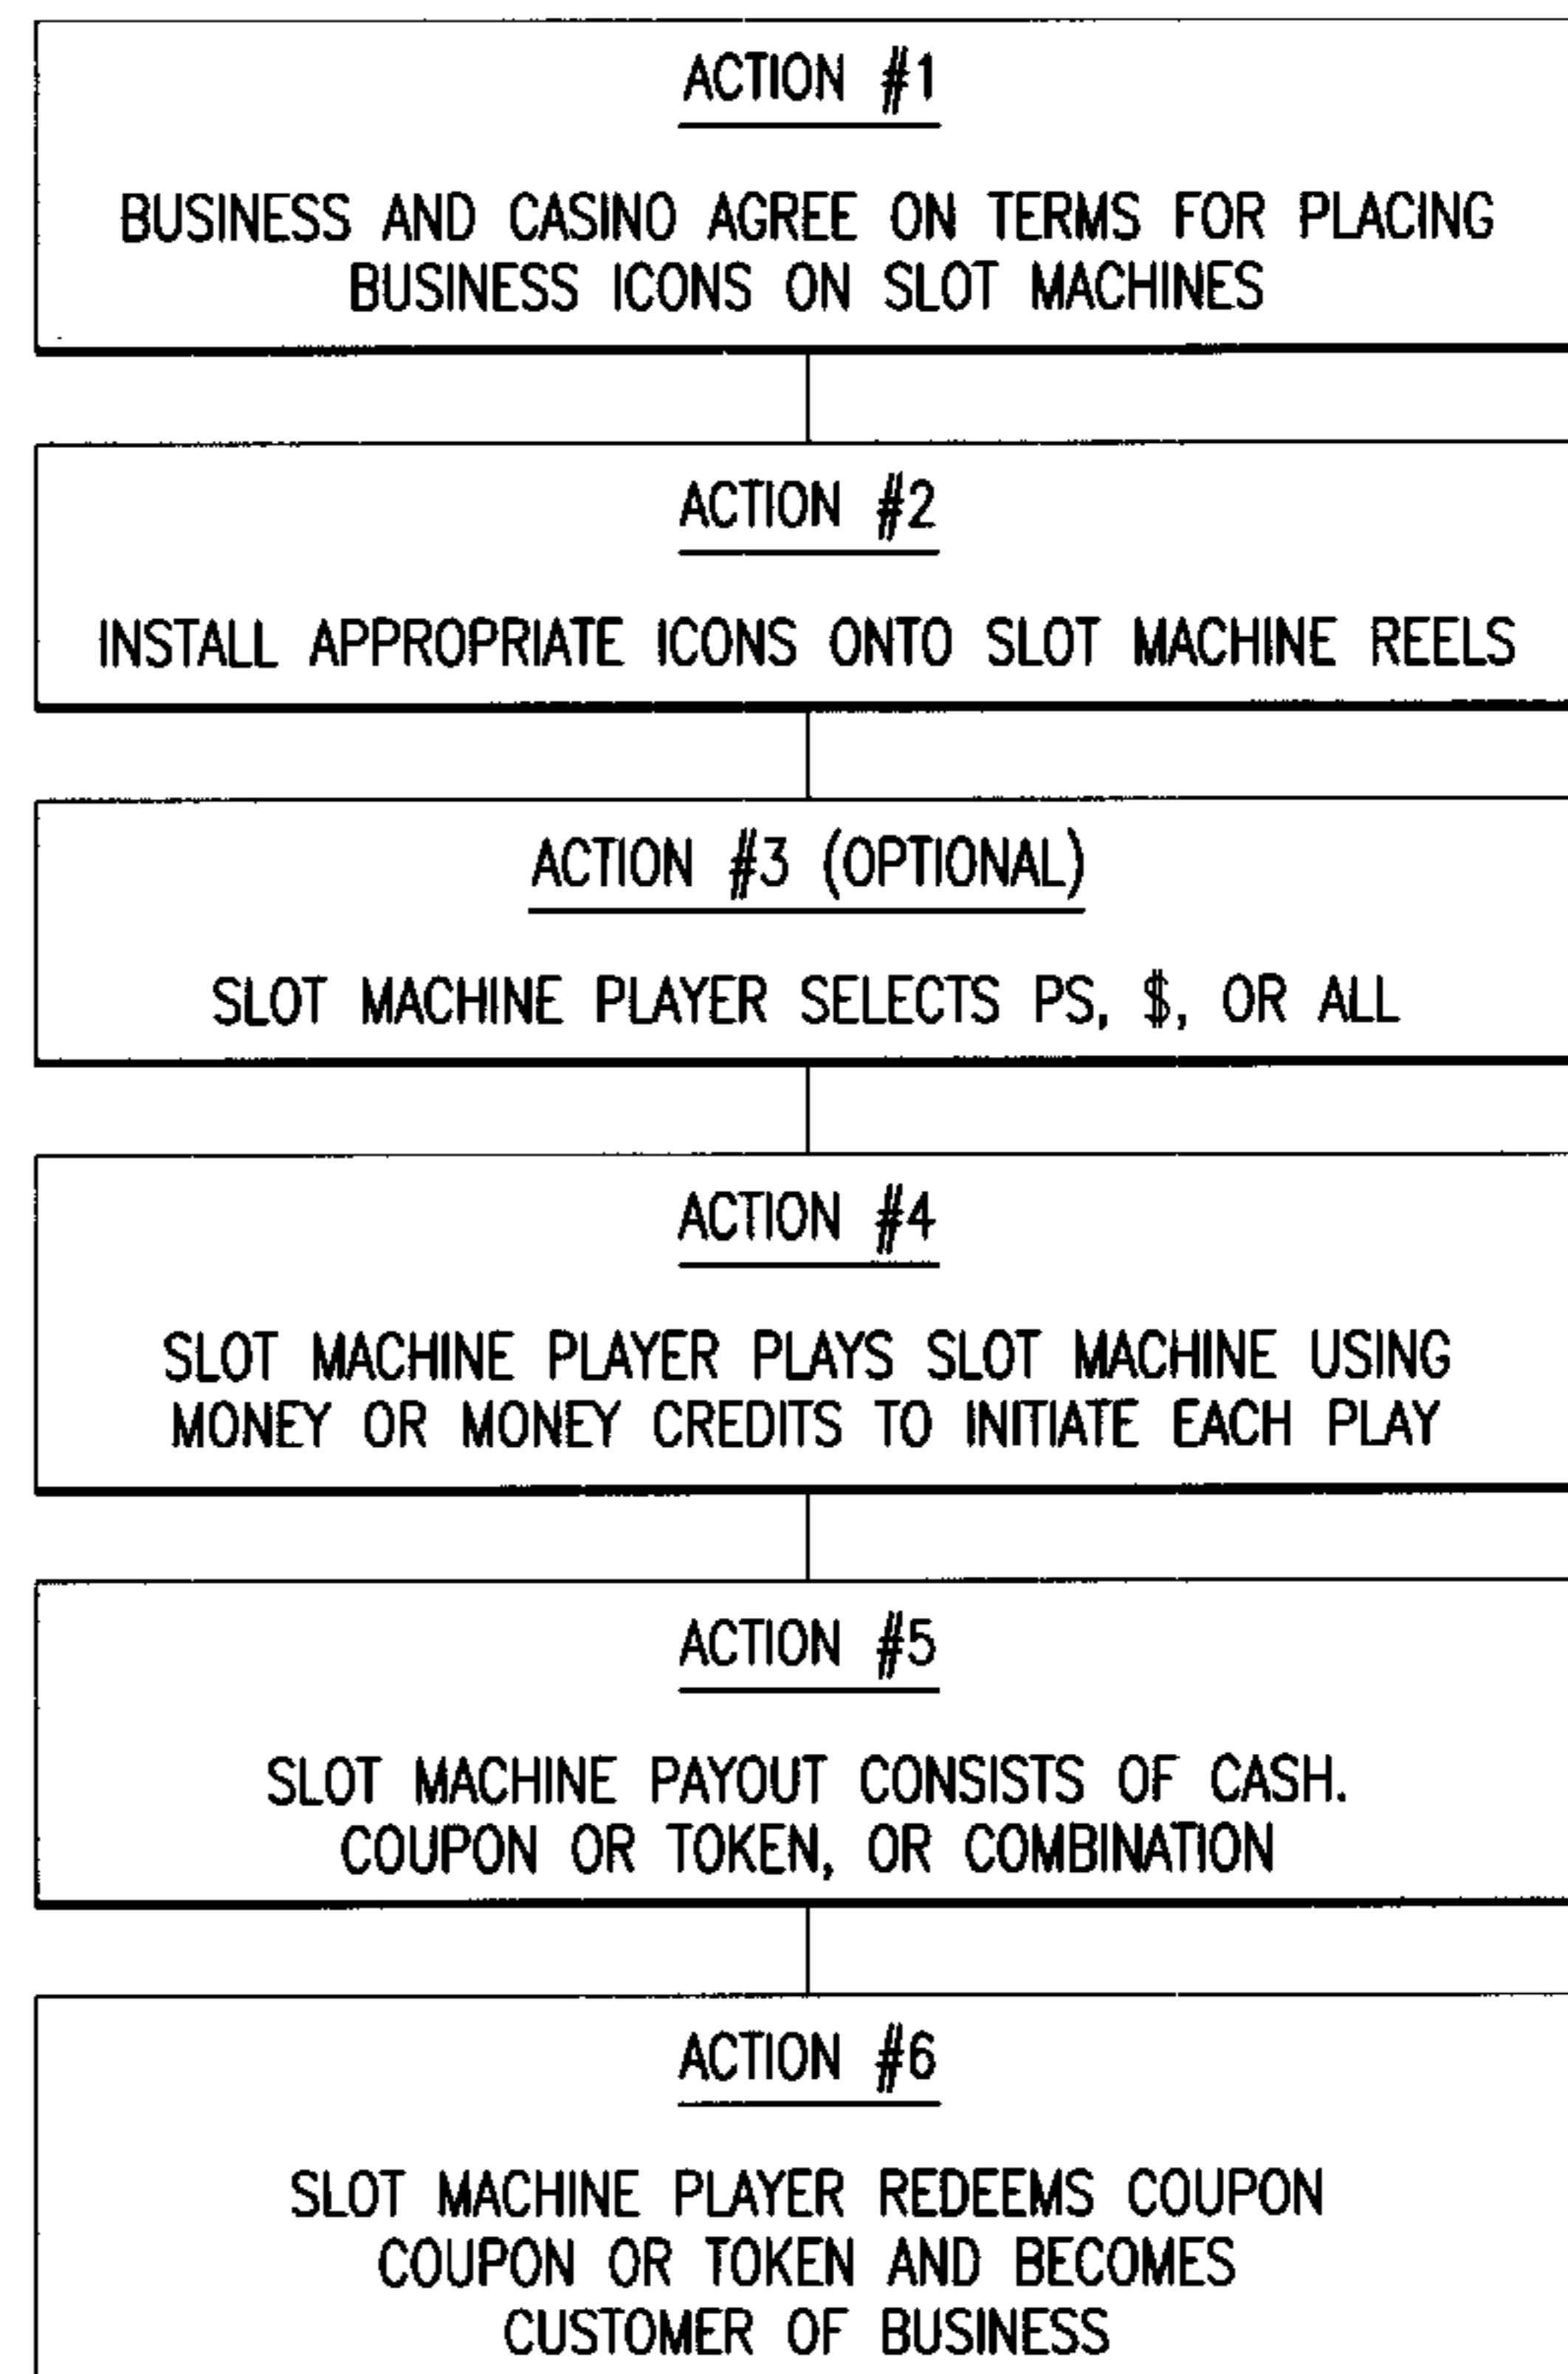 ACTION #1
BUSINESS AND CASINO AGREE ON TERMS FOR PLACING
BUSINESS ICONS ON SLOT MACHINES
ACTION #2
INSTALL APPROPRIATE ICONS ONTO SLOT MACHINE REELS
ACTION #3 (OPTIONAL)
SLOT MACHINE PLAYER SELECTS PS, $, OR ALL
ACTION #4
SLOT MACHINE PLAYER PLAYS SLOT MACHINE USING
MONEY OR MONEY CREDITS TO INITIATE EACH PLAY
ACTION #5
SLOT MACHINE PAYOUT CONSISTS OF CASH.
COUPON OR TOKEN, OR COMBINATION
ACTION #6
SLOT MACHINE PLAYER REDEEMS COUPON
COUPON OR TOKEN AND BECOMES
CUSTOMER OF BUSINESS